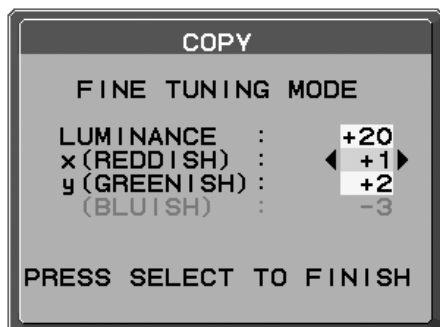 COPY
FINE TUNING MODE
LUMINANCE : +20
x(REDDISH) : +1
y(GREENISH) : +2
(BLUISH) : -3
PRESS SELECT TO FINISH